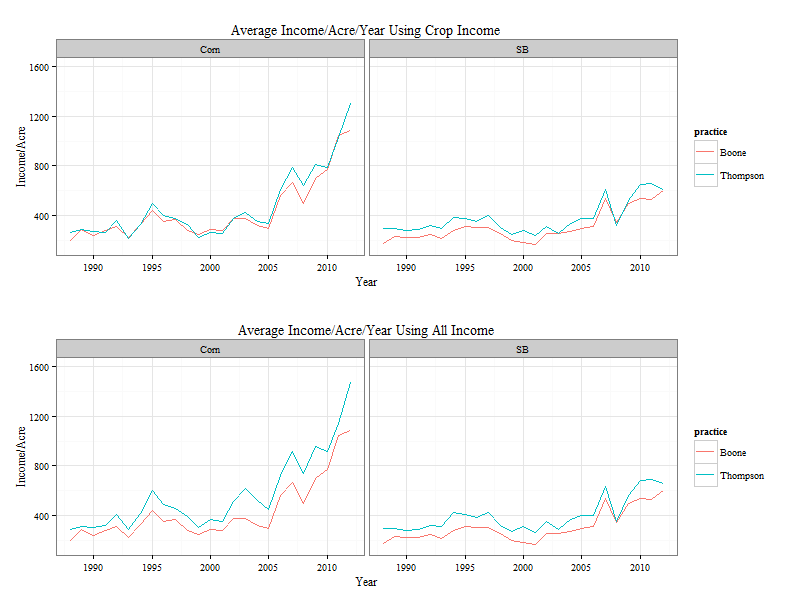 Average Income/Acre/Year Using Crop Income
Corn
SB
1600
1200
800
400
Income/Acre
1990 1995 2000 2005 2010
1990 1995 2000 2005 2010
Year
practice
Boone
Thompson
Average Income/Acre/Year Using All Income
Corn
SB
1600
1200
800
400
Income/Acre
1990 1995 2000 2005 2010
1990 1995 2000 2005 2010
Year
practice
Boone
Thompson